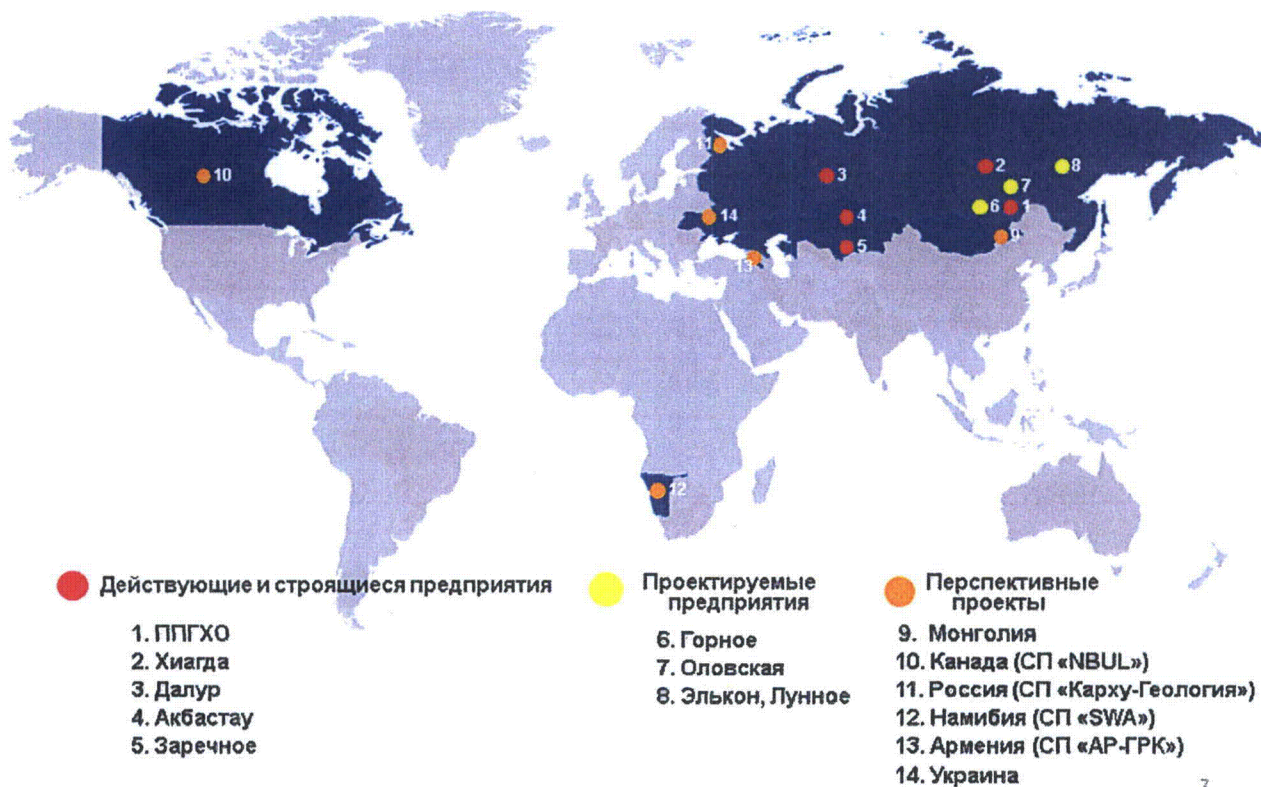 11
10
3
2
8
7
14
4
6
1
9
13
5
12
Действующие и строящиеся предприятия
1. ППГХО
2. Хиагда
3. Далур
4. Акбастау
5. Заречное
Проектируемые
предприятия
6. Горное
7. Оловская
8. Элькон, Лунное
Перспективные
проекты
9. Монголия
10. Канада (СП «NBUL»)
11. Россия (СП «Карху-Геология»)
12. Намибия (СП «SWA»)
13. Армения (СП «АР-ГРК»)
14. Украина
7